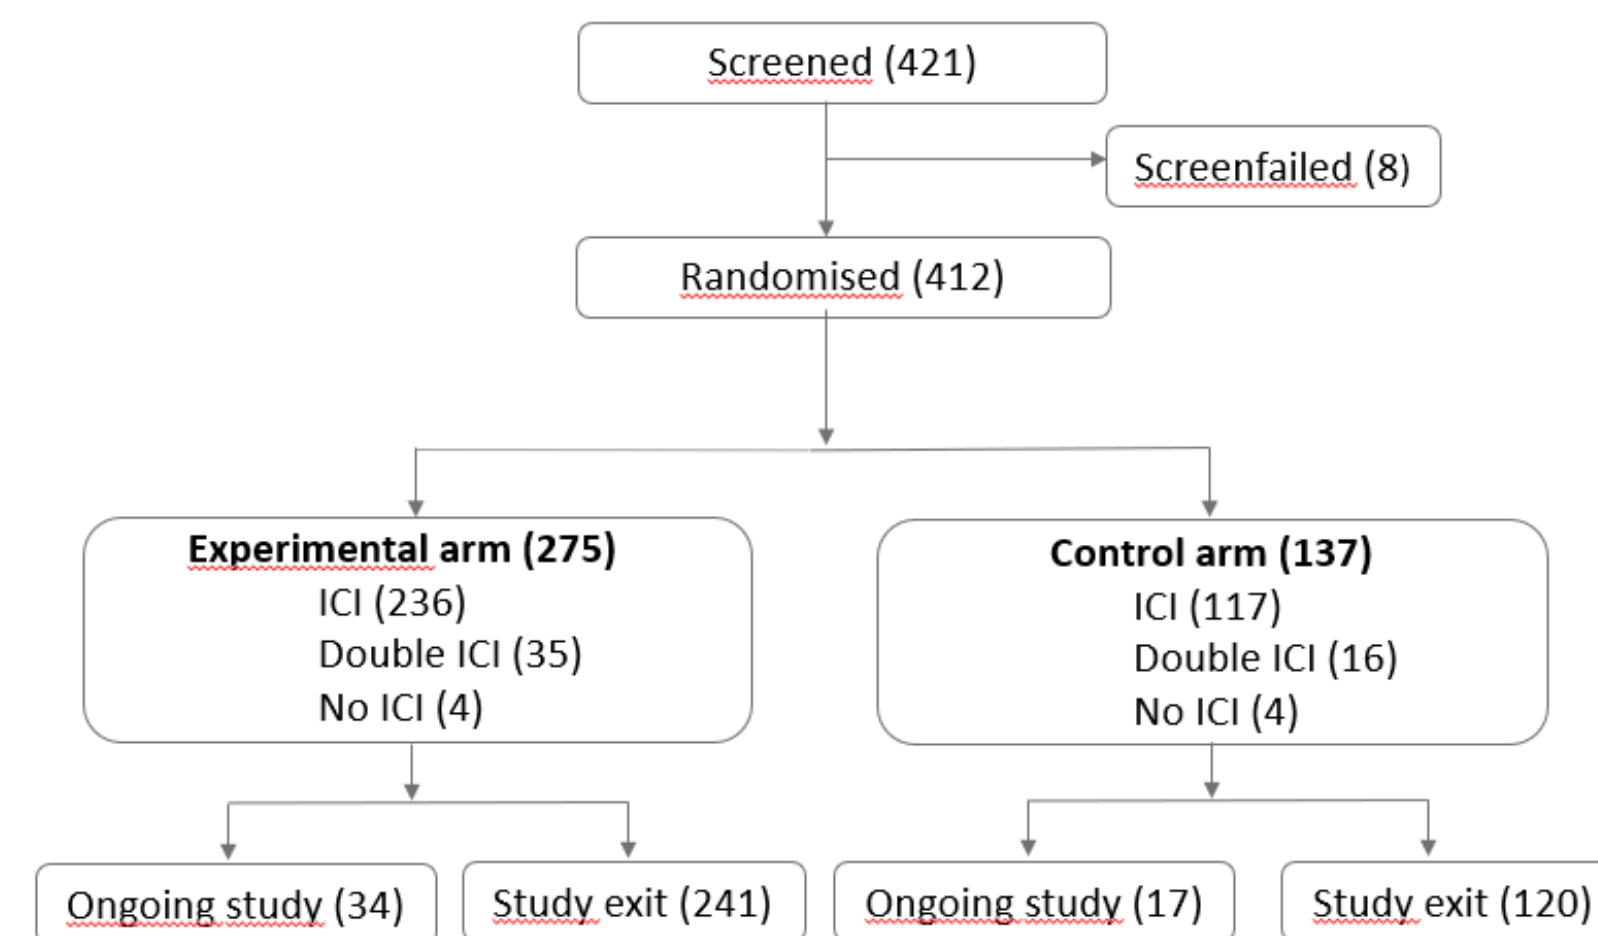 Screened (421)
Screenfailed (8)
Randomised (412)
Experimental arm (275)
ICI (236)
Double ICI (35)
No ICI (4)
Control arm (137)
ICI (117)
Double ICI (16)
No ICI (4)
Ongoing study (34)
Study exit (241)
Ongoing study (17)
Study exit (120)